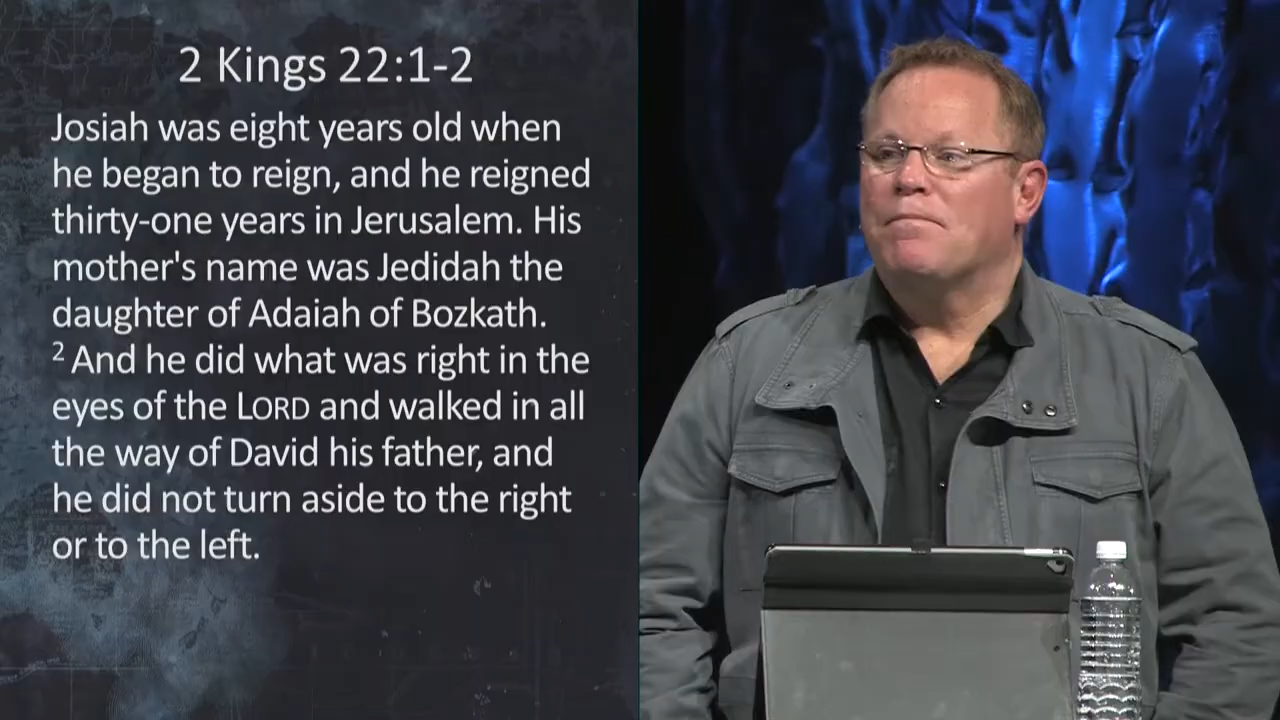 2 Kings 22:1-2
Josiah was eight years old when
he began to reign, and he reigned
thirty-one years in Jerusalem. His
mother's name was Jedidah the
daughter of Adaiah of Bozkath.
² And he did what was right in the
eyes of the LORD and walked in all
the way of David his father, and
he did not turn aside to the right
or to the left.